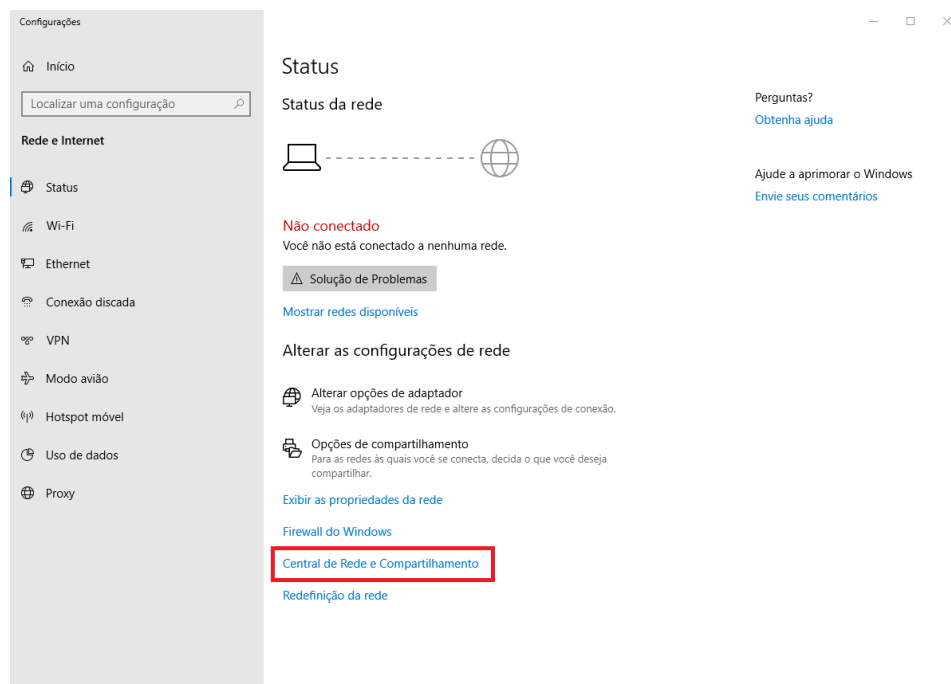 Configurações
Início
Localizar uma configuração
Rede e Internet
Status
Wi-Fi
Ethernet
Conexão discada
VPN
Modo avião
Hotspot móvel
Uso de dados
Proxy
Status
Status da rede
Não conectado
Você não está conectado a nenhuma rede.
Solução de Problemas
Mostrar redes disponíveis
Alterar as configurações de rede
Alterar opções de adaptador
Veja os adaptadores de rede e altere as configurações de conexão.
Opções de compartilhamento
Para as redes às quais você se conecta, decida o que você deseja
compartilhar.
Exibir as propriedades da rede
Firewall do Windows
Central de Rede e Compartilhamento
Redefinição da rede
Perguntas?
Obtenha ajuda
Ajude a aprimorar o Windows
Envie seus comentários